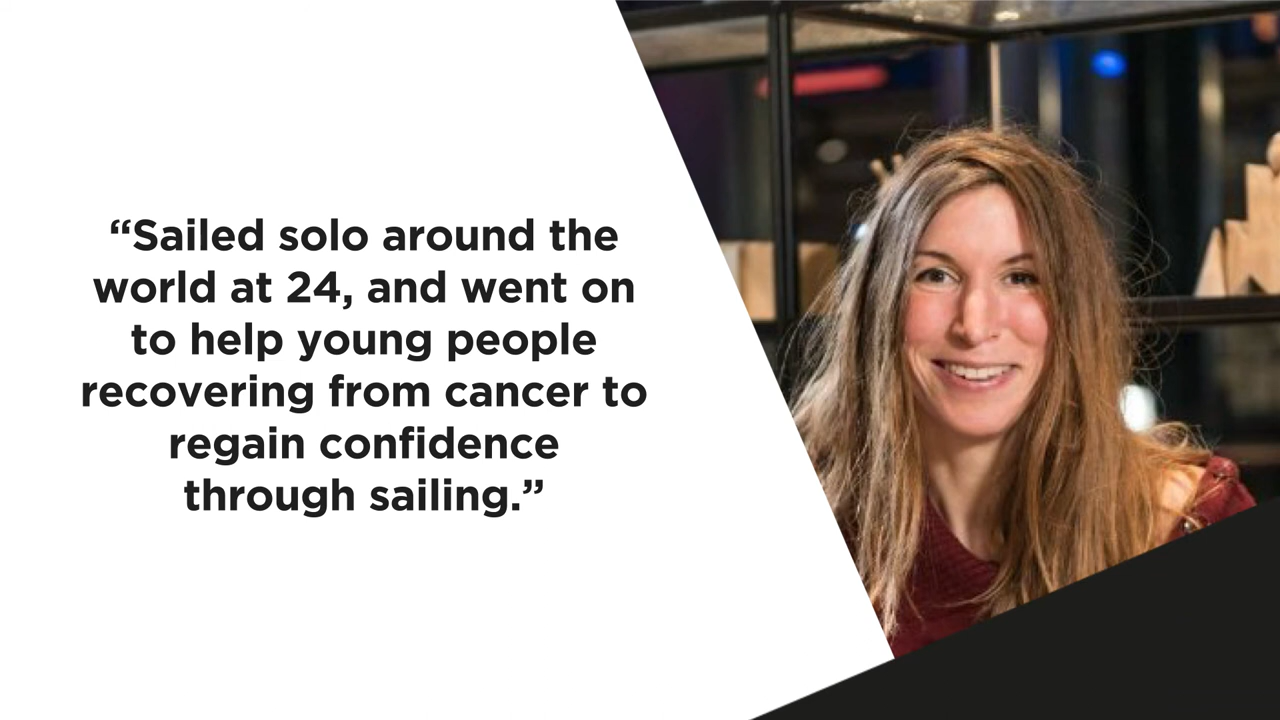 “Sailed solo around the
world at 24, and went on
to help young people
recovering from cancer to
regain confidence
through sailing.”